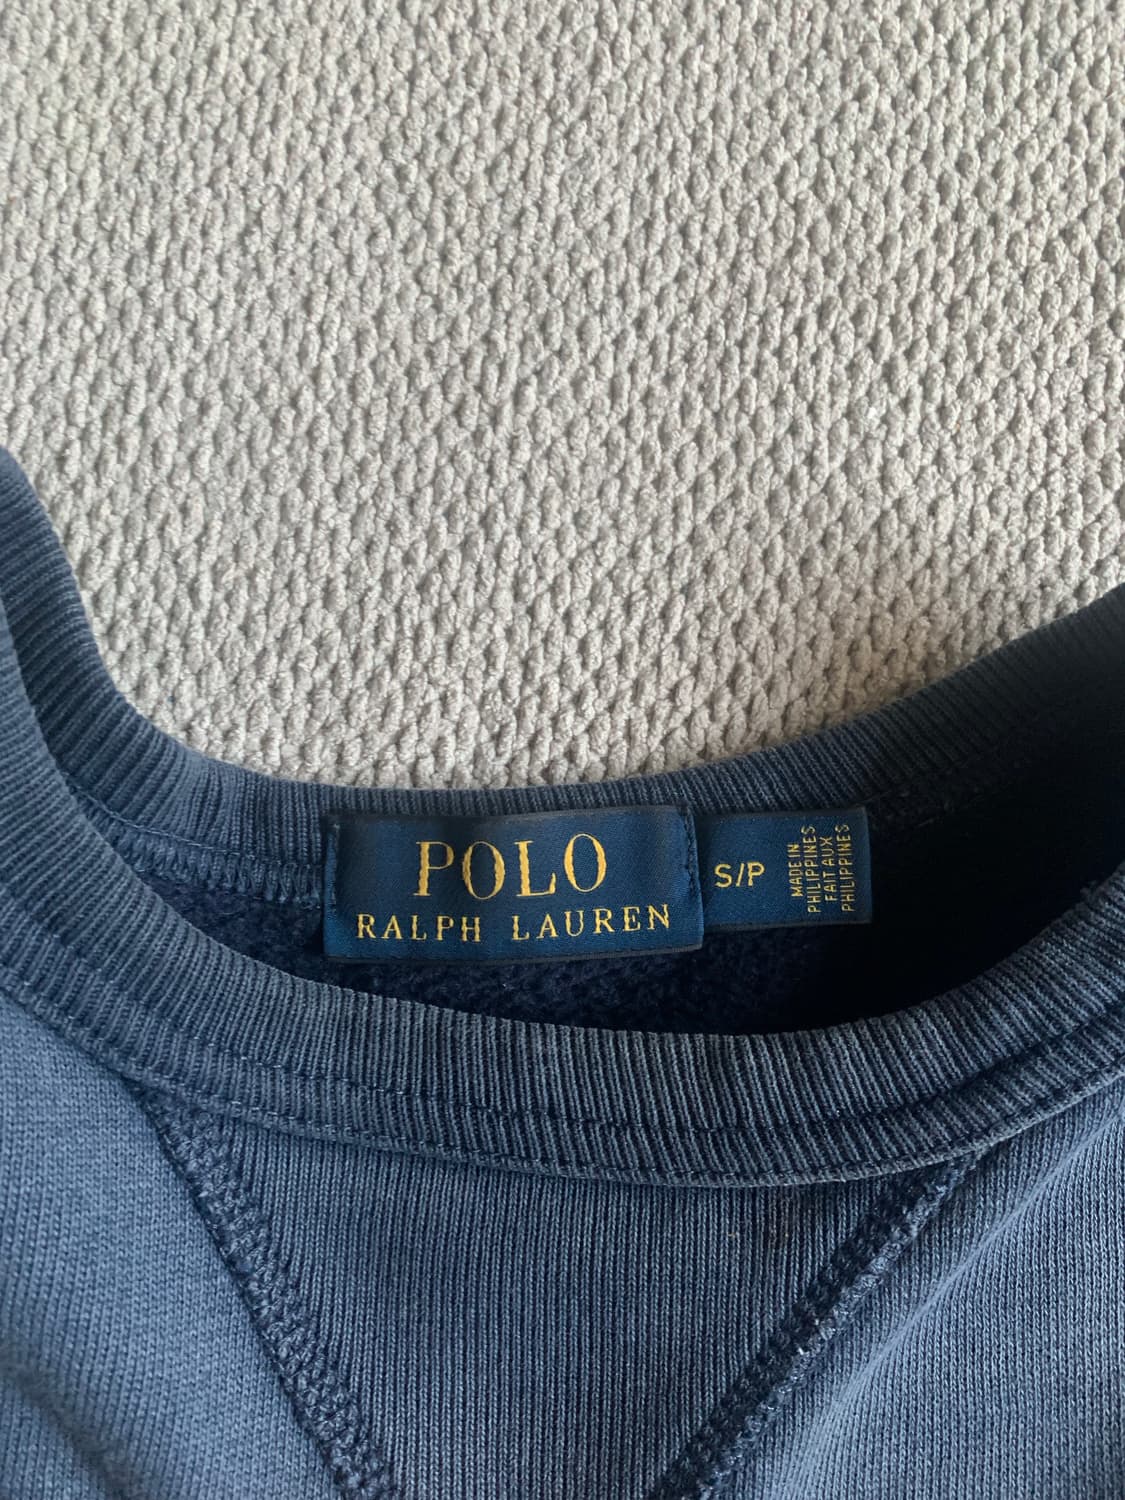 POLO
RALPH LAUREN
S/P
MADE IN
PHILIPPINES
FAIT AUX
PHILIPPINES